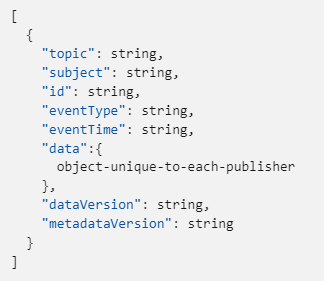 [
  {
    "topic": string,
    "subject": string,
    "id": string,
    "eventType": string,
    "eventTime": string,
    "data":{
      object-unique-to-each-publisher
    },
    "dataVersion": string,
    "metadataVersion": string
  }
]